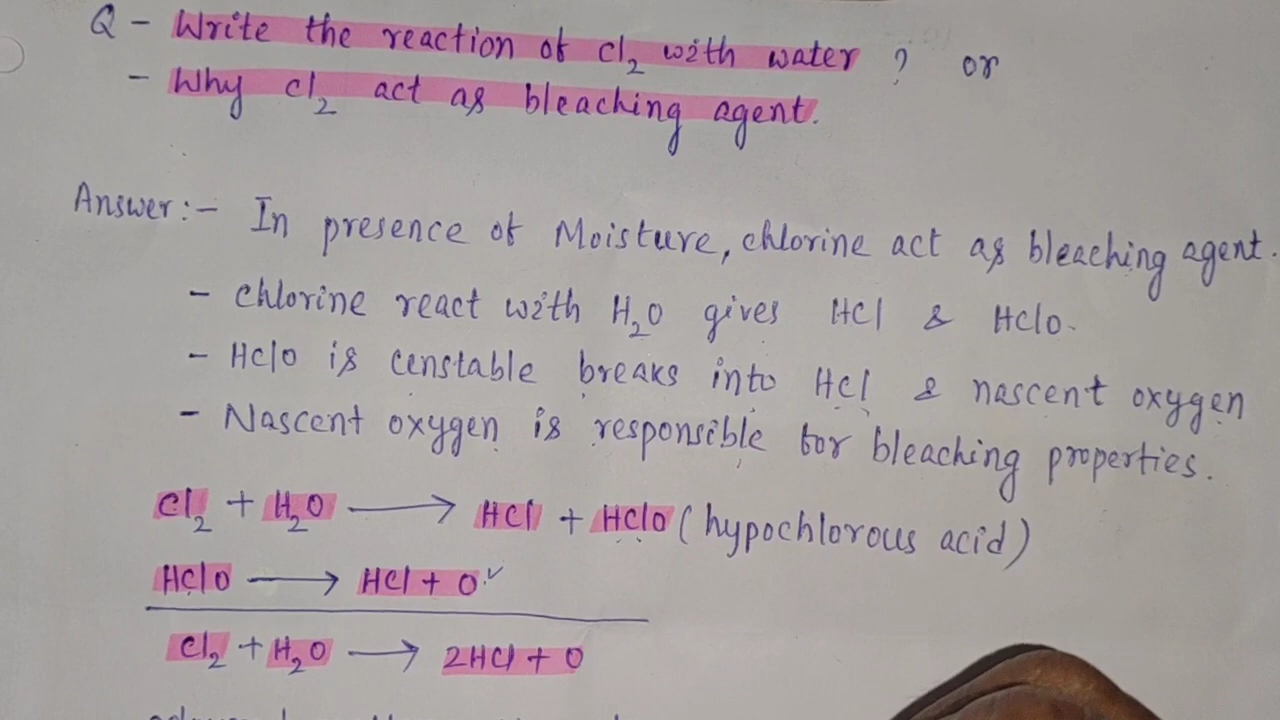 Q - Write the reaction of Cl₂ with water ? or
- Why Cl₂ act as bleaching agent.
Answer :- In presence of Moisture, chlorine act as bleaching agent.
- Chlorine react with H₂O gives HCl & HClO.
- HClO is unstable breaks into HCl & nascent oxygen
- Nascent oxygen is responsible for bleaching properties.
Cl₂ + H₂O ⟶ HCl + HClO (hypochlorous acid)
HClO ⟶ HCl + O ✓
Cl₂ + H₂O ⟶ 2HCl + O